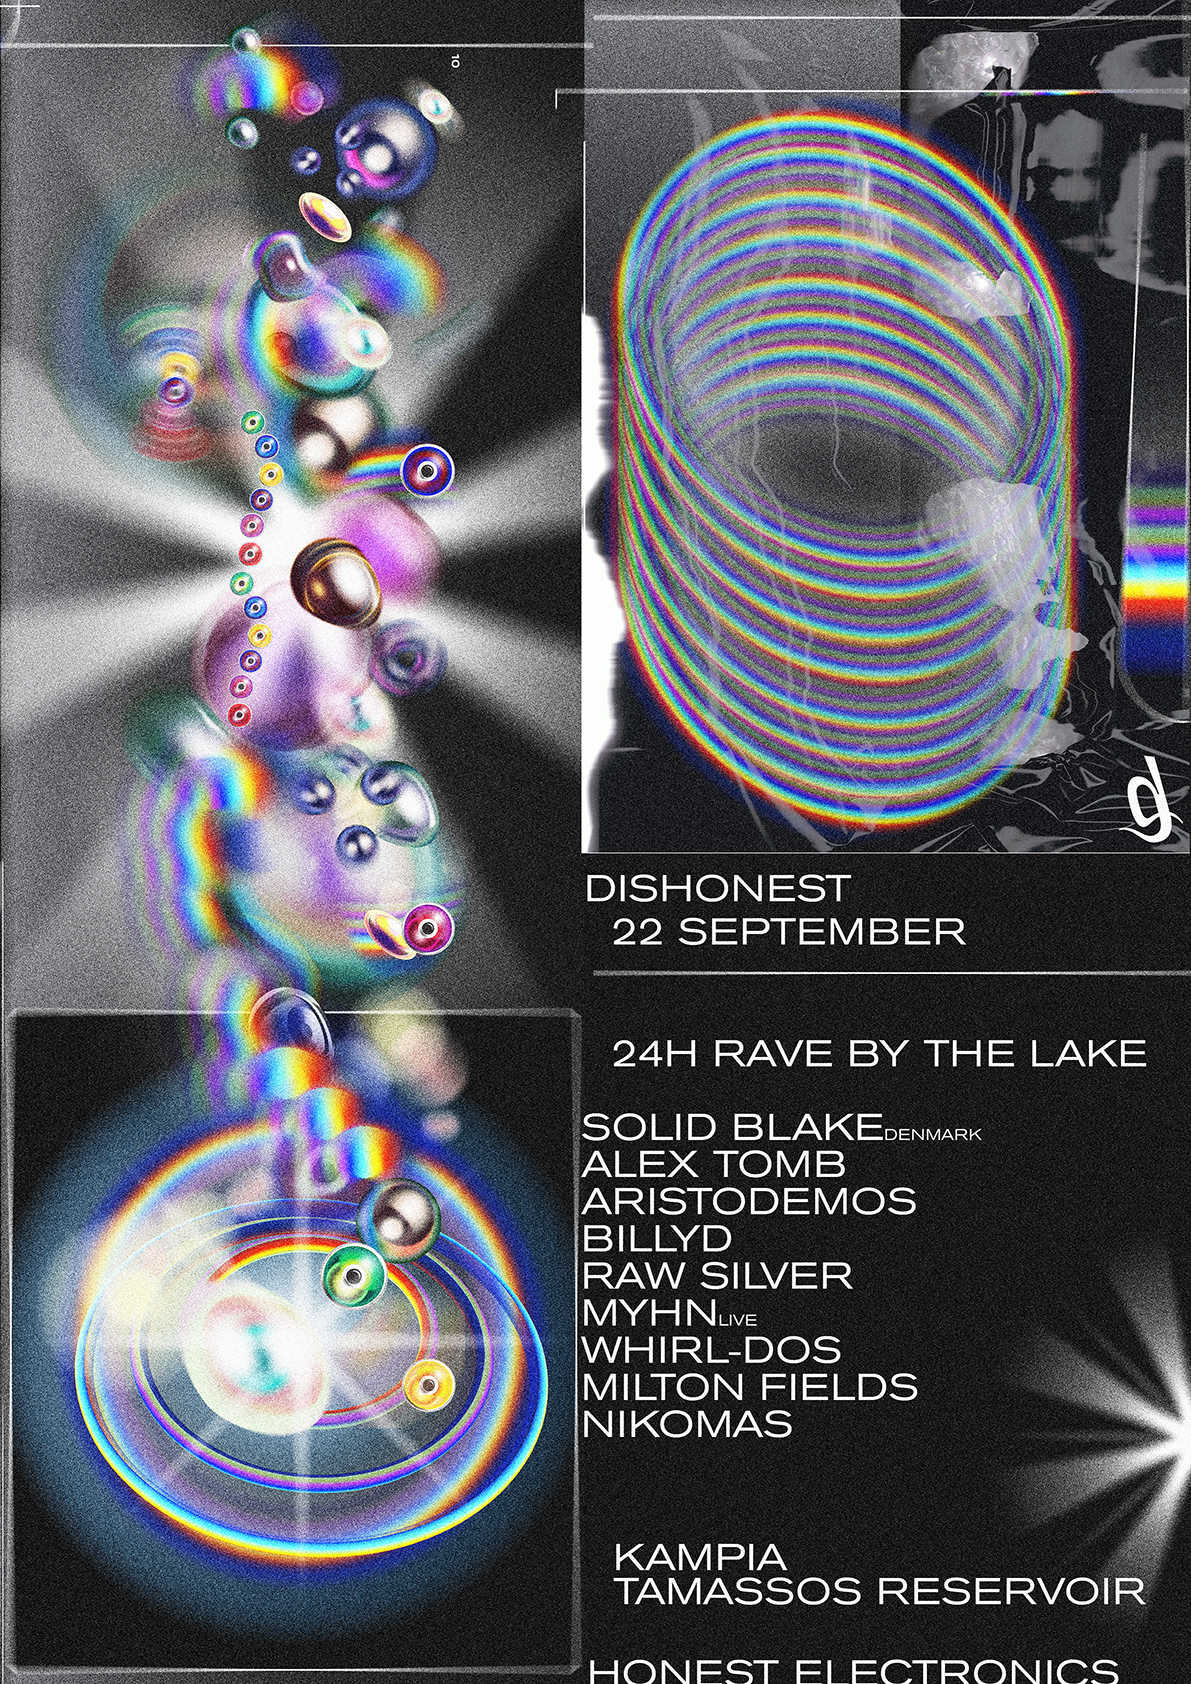 10
d
DISHONEST
22 SEPTEMBER
24H RAVE BY THE LAKE
SOLID BLAKE DENMARK
ALEX TOMB
ARISTODEMOS
BILLYD
RAW SILVER
MYHN LIVE
WHIRL-DOS
MILTON FIELDS
NIKOMAS
KAMPIA
TAMASSOS RESERVOIR
HONEST ELECTRONICS